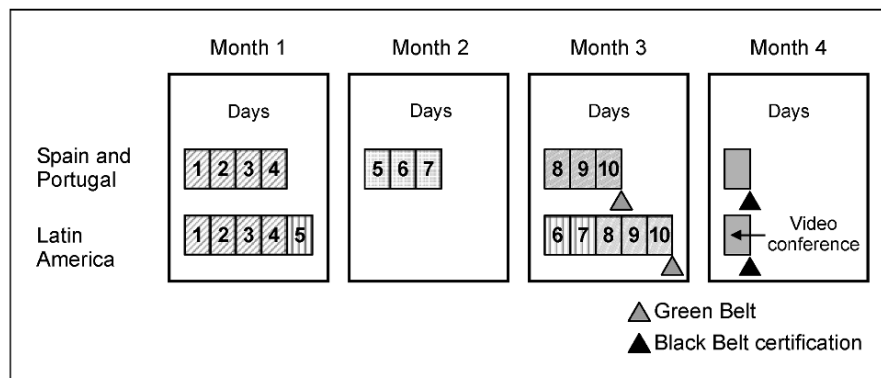 Month 1 Month 2 Month 3 Month 4
Days Days Days Days
Spain and
Portugal
1 2 3 4 5 6 7 8 9 10
Latin
America
1 2 3 4 5 6 7 8 9 10
Video
conference
Green Belt
Black Belt certification